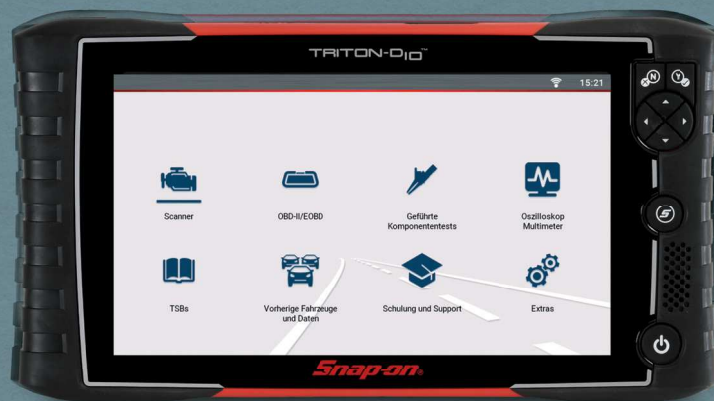 TRITON-D10™
15:21
N Y
Scanner
OBD-II/EOBD
Geführte
Komponententests
Oszilloskop
Multimeter
S
TSBs
Vorherige Fahrzeuge
und Daten
Schulung und Support
Extras
Snap-on®